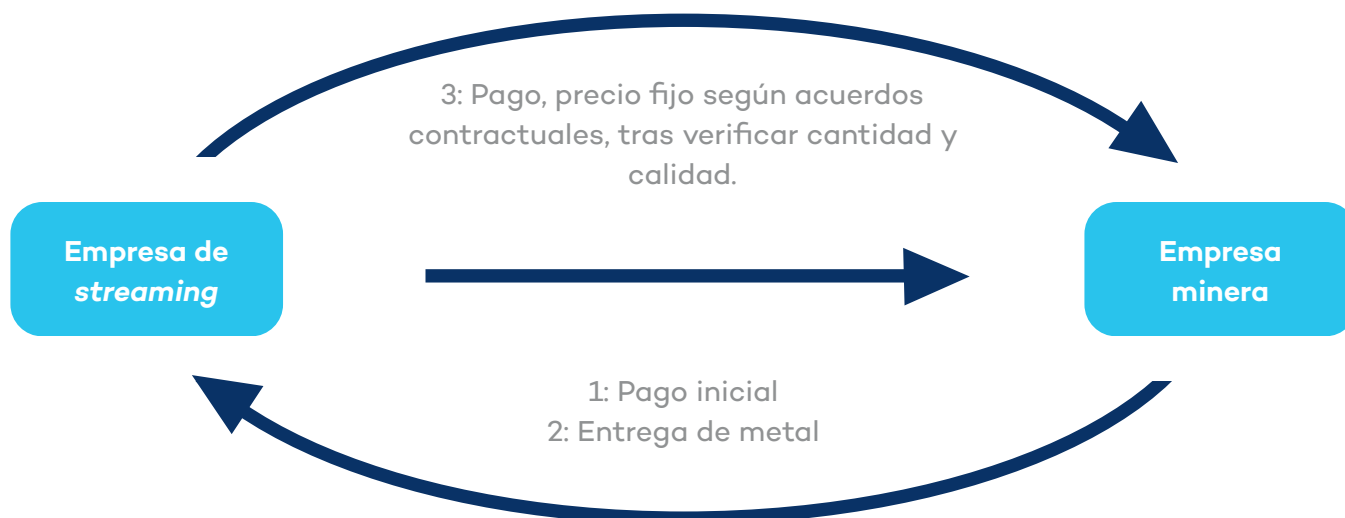 3: Pago, precio fijo según acuerdos
contractuales, tras verificar cantidad y
calidad.
Empresa de
streaming
Empresa
minera
1: Pago inicial
2: Entrega de metal